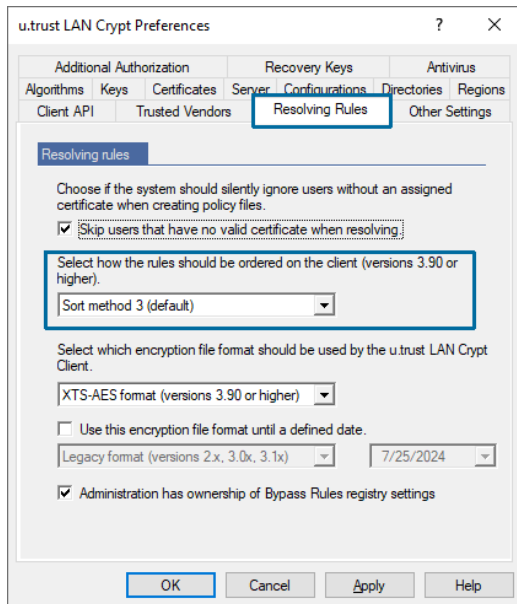 u.trust LAN Crypt Preferences ? X
Additional Authorization Recovery Keys Antivirus
Algorithms Keys Certificates Server Configurations Directories Regions
Client API Trusted Vendors Resolving Rules Other Settings
Resolving rules
Choose if the system should silently ignore users without an assigned
certificate when creating policy files.
Skip users that have no valid certificate when resolving.
Select how the rules should be ordered on the client (versions 3.90 or
higher).
Sort method 3 (default)
Select which encryption file format should be used by the u.trust LAN Crypt
Client.
XTS-AES format (versions 3.90 or higher)
Use this encryption file format until a defined date.
Legacy format (versions 2.x, 3.0x, 3.1x) 7/25/2024
Administration has ownership of Bypass Rules registry settings
OK Cancel Apply Help